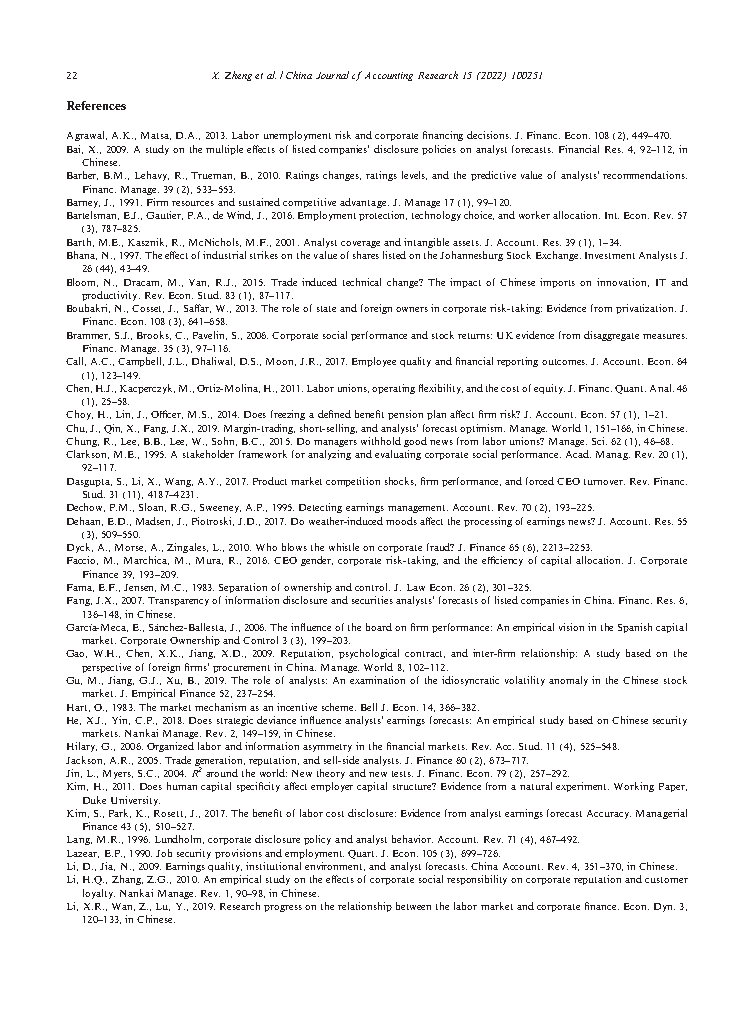 22 X. Zheng et al. / China Journal of Accounting Research 15 (2022) 100251
References
Agrawal, A.K., Matsa, D.A., 2013. Labor unemployment risk and corporate financing decisions. J. Financ. Econ. 108 (2), 449–470.
Bai, X., 2009. A study on the multiple effects of listed companies' disclosure policies on analyst forecasts. Financial Res. 4, 92–112, in
Chinese.
Barber, B.M., Lehavy, R., Trueman, B., 2010. Ratings changes, ratings levels, and the predictive value of analysts' recommendations.
Financ. Manage. 39 (2), 533–553.
Barney, J., 1991. Firm resources and sustained competitive advantage. J. Manage 17 (1), 99–120.
Bartelsman, E.J., Gautier, P.A., de Wind, J., 2016. Employment protection, technology choice, and worker allocation. Int. Econ. Rev. 57
(3), 787–825.
Barth, M.E., Kasznik, R., McNichols, M.F., 2001. Analyst coverage and intangible assets. J. Account. Res. 39 (1), 1–34.
Bhana, N., 1997. The effect of industrial strikes on the value of shares listed on the Johannesburg Stock Exchange. Investment Analysts J.
26 (44), 43–49.
Bloom, N., Dracam, M., Van, R.J., 2015. Trade induced technical change? The impact of Chinese imports on innovation, IT and
productivity. Rev. Econ. Stud. 83 (1), 87–117.
Boubakri, N., Cosset, J., Saffar, W., 2013. The role of state and foreign owners in corporate risk-taking: Evidence from privatization. J.
Financ. Econ. 108 (3), 641–658.
Brammer, S.J., Brooks, C., Pavelin, S., 2006. Corporate social performance and stock returns: UK evidence from disaggregate measures.
Financ. Manage. 35 (3), 97–116.
Call, A.C., Campbell, J.L., Dhaliwal, D.S., Moon, J.R., 2017. Employee quality and financial reporting outcomes. J. Account. Econ. 64
(1), 123–149.
Chen, H.J., Kacperczyk, M., Ortiz-Molina, H., 2011. Labor unions, operating flexibility, and the cost of equity. J. Financ. Quant. Anal. 46
(1), 25–58.
Choy, H., Lin, J., Officer, M.S., 2014. Does freezing a defined benefit pension plan affect firm risk? J. Account. Econ. 57 (1), 1–21.
Chu, J., Qin, X., Fang, J.X., 2019. Margin-trading, short-selling, and analysts' forecast optimism. Manage. World 1, 151–166, in Chinese.
Chung, R., Lee, B.B., Lee, W., Sohn, B.C., 2015. Do managers withhold good news from labor unions? Manage. Sci. 62 (1), 46–68.
Clarkson, M.E., 1995. A stakeholder framework for analyzing and evaluating corporate social performance. Acad. Manag. Rev. 20 (1),
92–117.
Dasgupta, S., Li, X., Wang, A.Y., 2017. Product market competition shocks, firm performance, and forced CEO turnover. Rev. Financ.
Stud. 31 (11), 4187–4231.
Dechow, P.M., Sloan, R.G., Sweeney, A.P., 1995. Detecting earnings management. Account. Rev. 70 (2), 193–225.
Dehaan, E.D., Madsen, J., Piotroski, J.D., 2017. Do weather-induced moods affect the processing of earnings news? J. Account. Res. 55
(3), 509–550.
Dyck, A., Morse, A., Zingales, L., 2010. Who blows the whistle on corporate fraud? J. Finance 65 (6), 2213–2253.
Faccio, M., Marchica, M., Mura, R., 2016. CEO gender, corporate risk-taking, and the efficiency of capital allocation. J. Corporate
Finance 39, 193–209.
Fama, E.F., Jensen, M.C., 1983. Separation of ownership and control. J. Law Econ. 26 (2), 301–325.
Fang, J.X., 2007. Transparency of information disclosure and securities analysts' forecasts of listed companies in China. Financ. Res. 6,
136–148, in Chinese.
García-Meca, E., Sánchez-Ballesta, J., 2006. The influence of the board on firm performance: An empirical vision in the Spanish capital
market. Corporate Ownership and Control 3 (3), 199–203.
Gao, W.H., Chen, X.K., Jiang, X.D., 2009. Reputation, psychological contract, and inter-firm relationship: A study based on the
perspective of foreign firms' procurement in China. Manage. World 8, 102–112.
Gu, M., Jiang, G.J., Xu, B., 2019. The role of analysts: An examination of the idiosyncratic volatility anomaly in the Chinese stock
market. J. Empirical Finance 52, 237–254.
Hart, O., 1983. The market mechanism as an incentive scheme. Bell J. Econ. 14, 366–382.
He, X.J., Yin, C.P., 2018. Does strategic deviance influence analysts' earnings forecasts: An empirical study based on Chinese security
markets. Nankai Manage. Rev. 2, 149–159, in Chinese.
Hilary, G., 2006. Organized labor and information asymmetry in the financial markets. Rev. Acc. Stud. 11 (4), 525–548.
Jackson, A.R., 2005. Trade generation, reputation, and sell-side analysts. J. Finance 60 (2), 673–717.
Jin, L., Myers, S.C., 2004. R² around the world: New theory and new tests. J. Financ. Econ. 79 (2), 257–292.
Kim, H., 2011. Does human capital specificity affect employer capital structure? Evidence from a natural experiment. Working Paper,
Duke University.
Kim, S., Park, K., Rosett, J., 2017. The benefit of labor cost disclosure: Evidence from analyst earnings forecast Accuracy. Managerial
Finance 43 (5), 510–527.
Lang, M.R., 1996. Lundholm, corporate disclosure policy and analyst behavior. Account. Rev. 71 (4), 467–492.
Lazear, E.P., 1990. Job security provisions and employment. Quart. J. Econ. 105 (3), 699–726.
Li, D., Jia, N., 2009. Earnings quality, institutional environment, and analyst forecasts. China Account. Rev. 4, 351–370, in Chinese.
Li, H.Q., Zhang, Z.G., 2010. An empirical study on the effects of corporate social responsibility on corporate reputation and customer
loyalty. Nankai Manage. Rev. 1, 90–98, in Chinese.
Li, X.R., Wan, Z., Lu, Y., 2019. Research progress on the relationship between the labor market and corporate finance. Econ. Dyn. 3,
120–133, in Chinese.